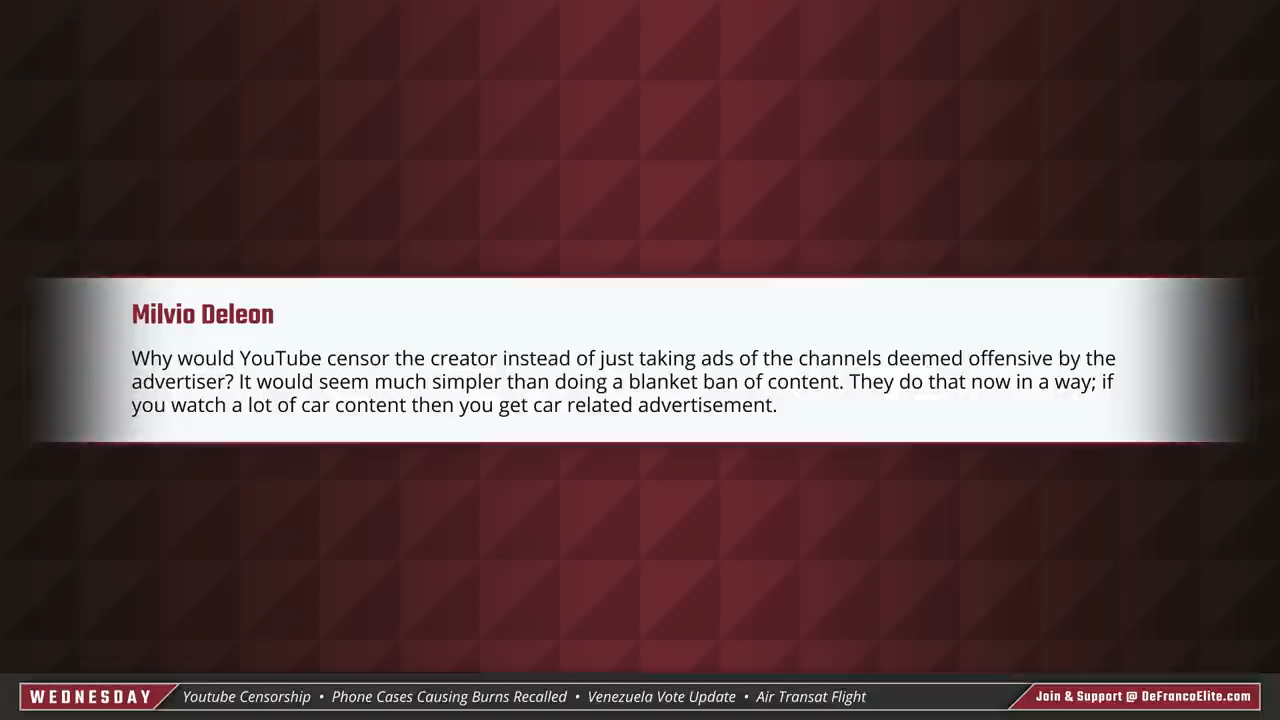 Milvio Deleon
Why would YouTube censor the creator instead of just taking ads of the channels deemed offensive by the
advertiser? It would seem much simpler than doing a blanket ban of content. They do that now in a way; if
you watch a lot of car content then you get car related advertisement.
WEDNESDAY Youtube Censorship • Phone Cases Causing Burns Recalled • Venezuela Vote Update • Air Transat Flight Join & Support @ DeFrancoElite.com